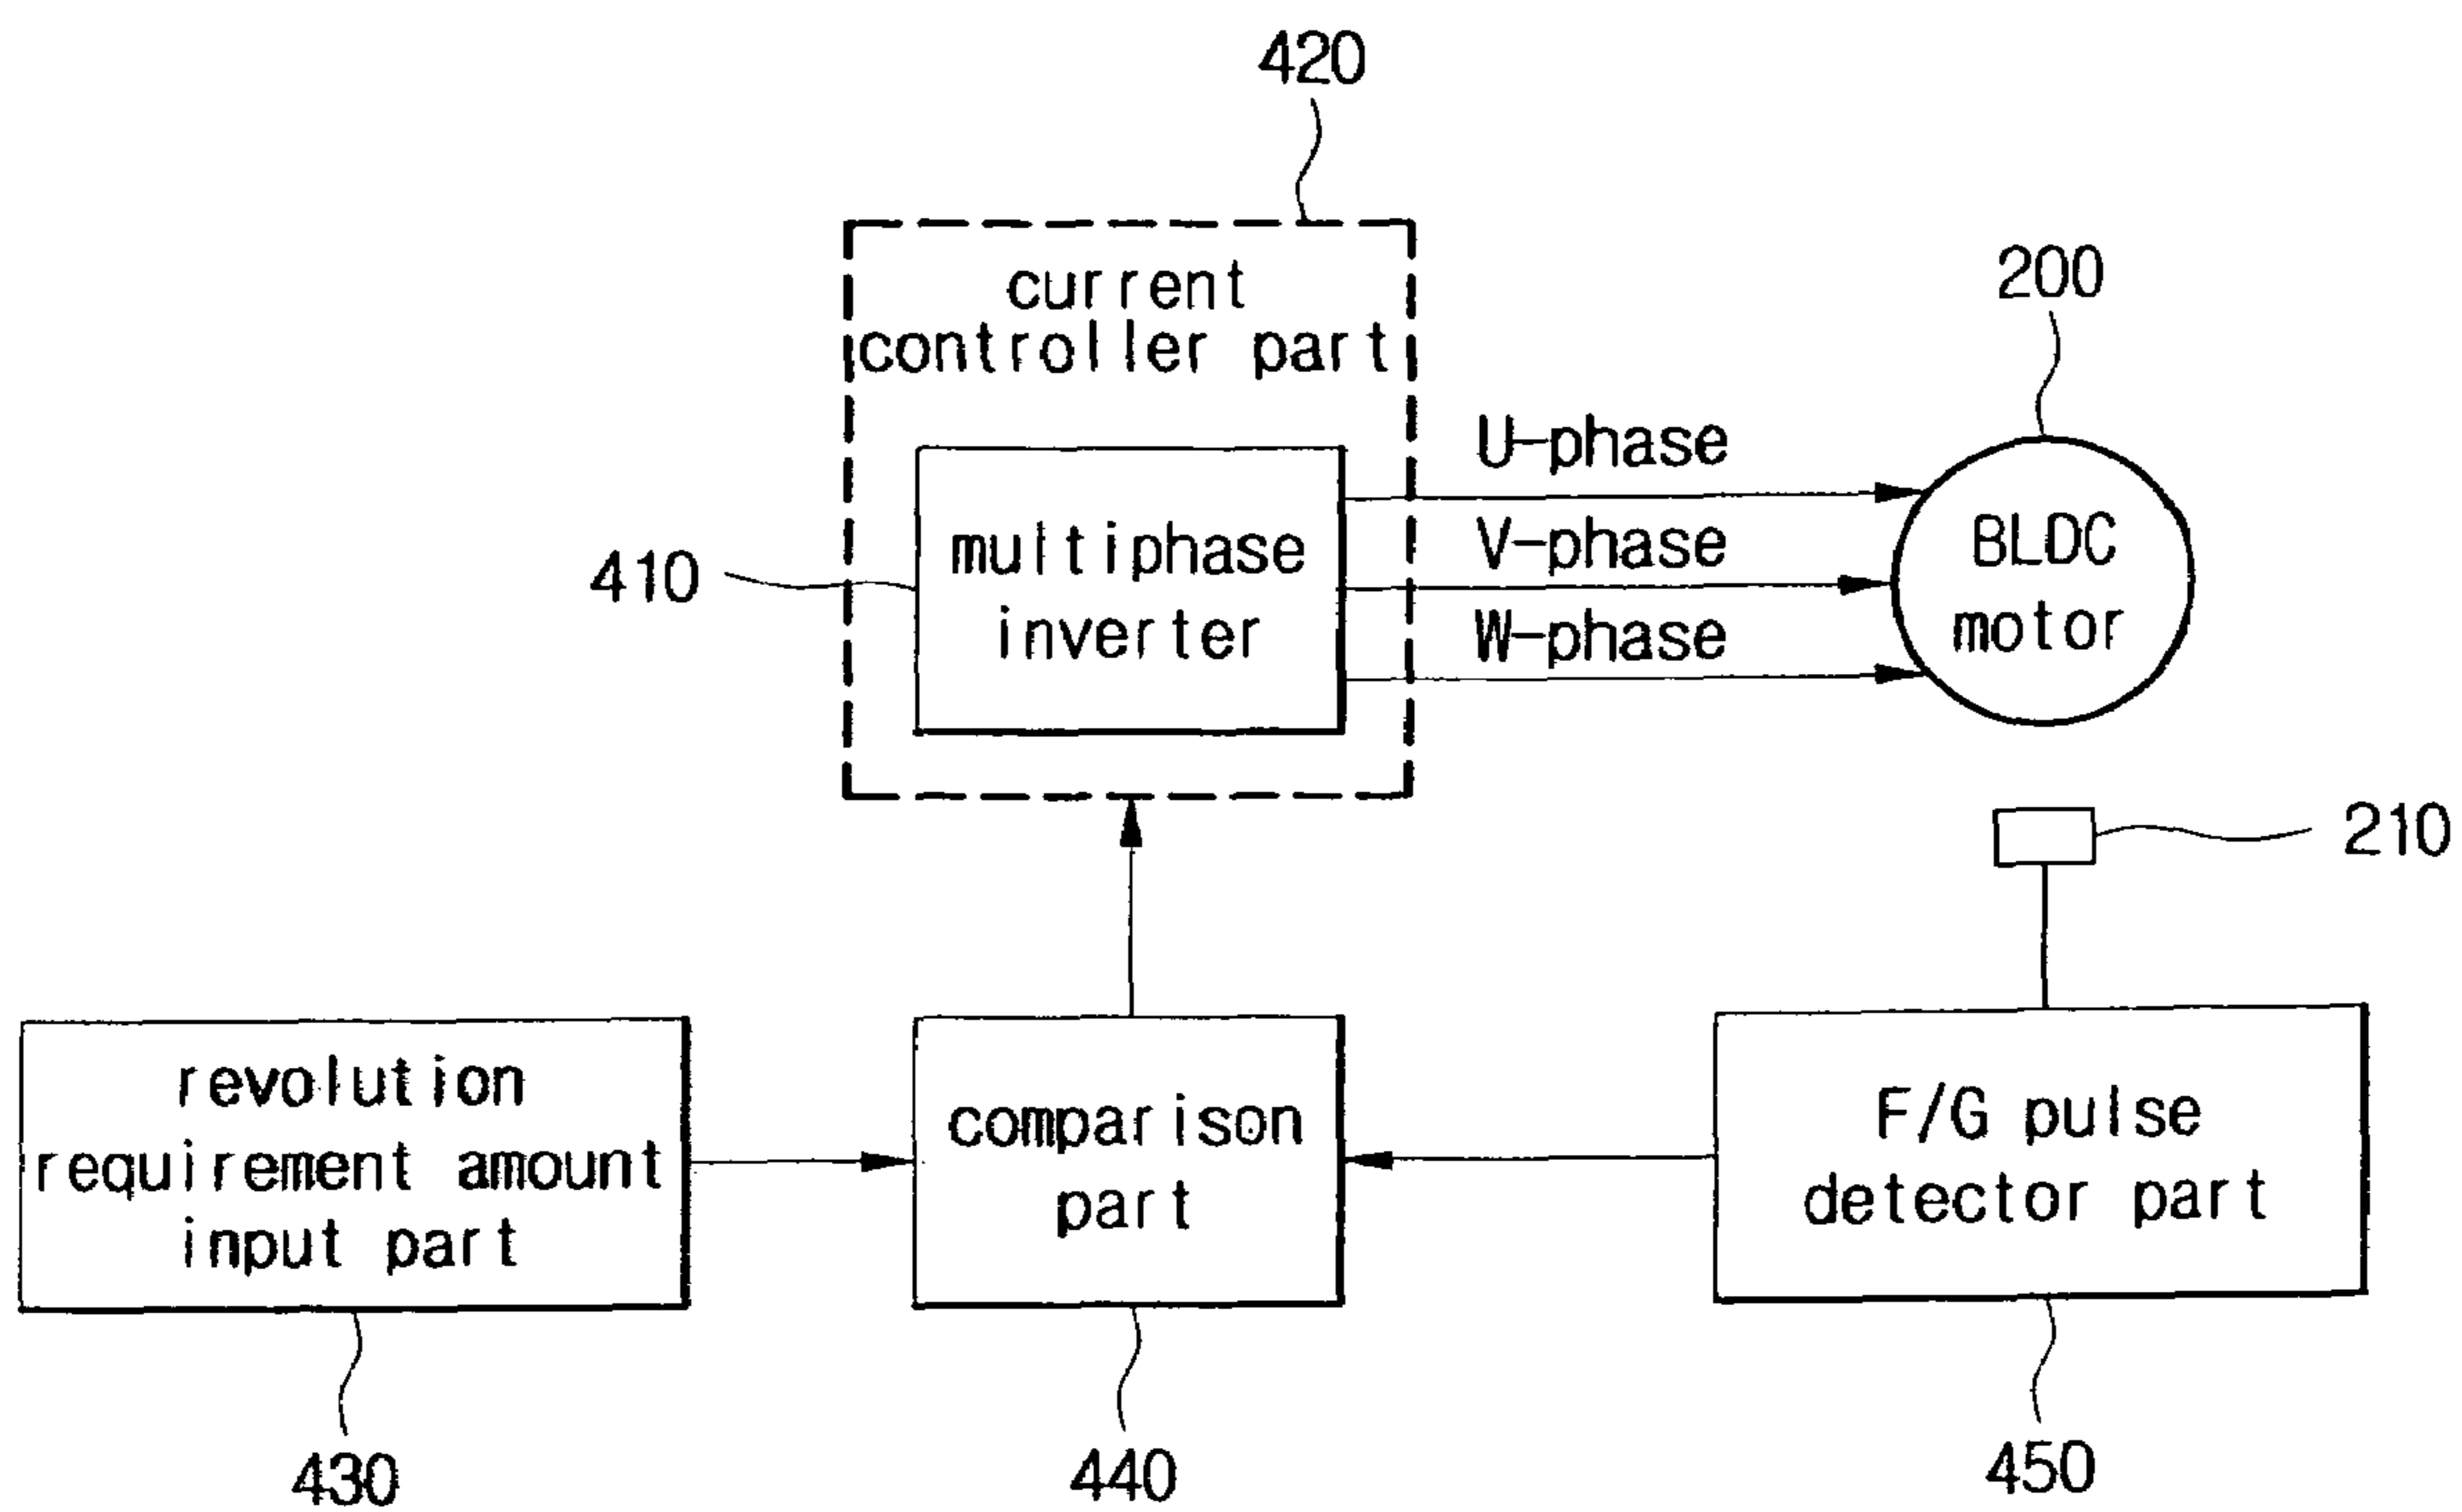 420
current
controller part
200
U-phase
V-phase
W-phase
410
multiphase
inverter
BLDC
motor
210
revolution
requirement amount
input part
comparison
part
F/G pulse
detector part
430
440
450